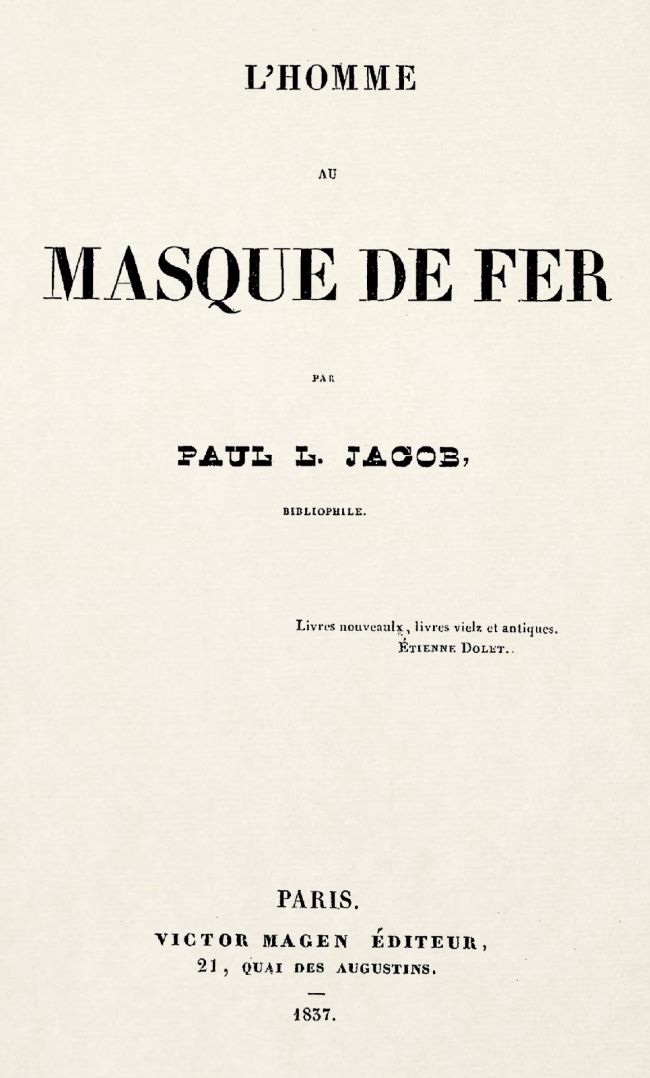 L'HOMME
AU
MASQUE DE FER
PAR
PAUL L. JACOB,
BIBLIOPHILE.
Livres nouveaulx, livres vielz et antiques.
ÉTIENNE DOLET.
PARIS.
VICTOR MAGEN ÉDITEUR,
21, QUAI DES AUGUSTINS.
—
1837.